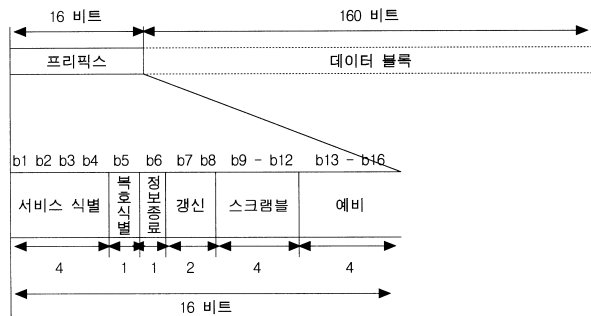 16 비트 160 비트
프리픽스 데이터 블록
b1 b2 b3 b4 b5 b6 b7 b8 b9 - b12 b13 - b16
서비스 식별 복호식별 정보종료 갱신 스크램블 예비
4 1 1 2 4 4
16 비트